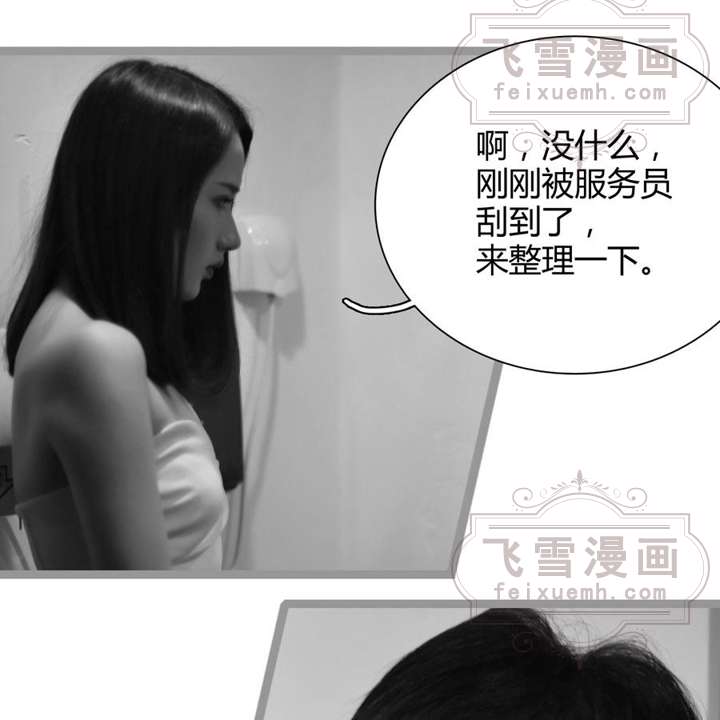 飞雪漫画
feixuemh.com
啊，没什么，
刚刚被服务员
刮到了，
来整理一下。
飞雪漫画
feixuemh.com